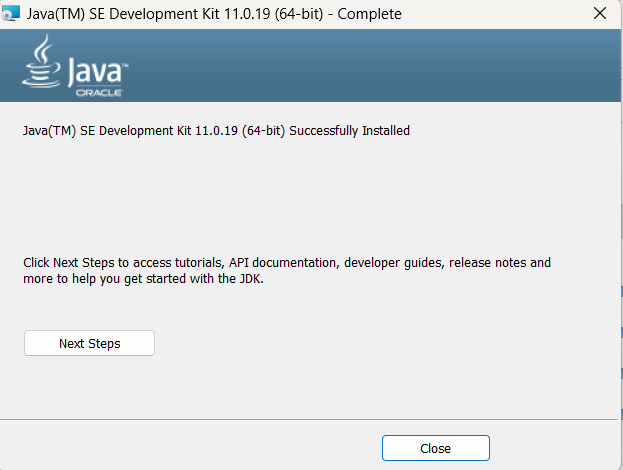 Java(TM) SE Development Kit 11.0.19 (64-bit) - Complete
Java™
ORACLE
Java(TM) SE Development Kit 11.0.19 (64-bit) Successfully Installed
Click Next Steps to access tutorials, API documentation, developer guides, release notes and
more to help you get started with the JDK.
Next Steps
Close